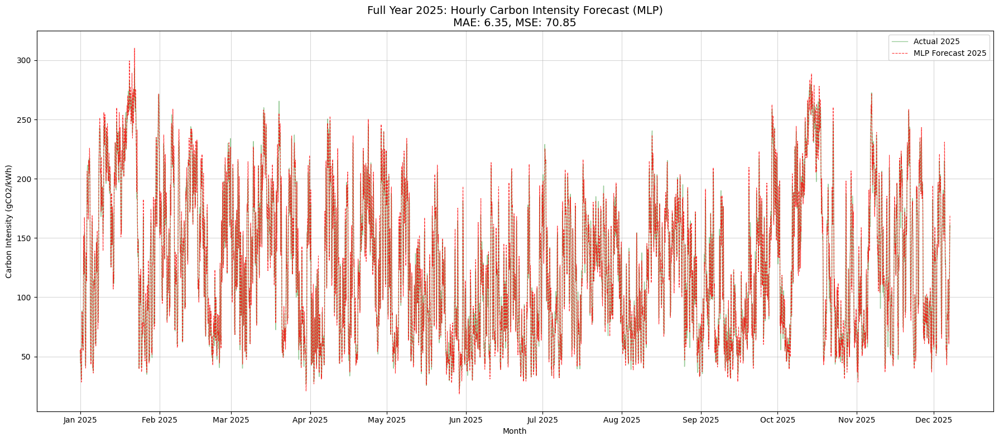 Full Year 2025: Hourly Carbon Intensity Forecast (MLP)
MAE: 6.35, MSE: 70.85
Actual 2025
MLP Forecast 2025
Carbon Intensity (gCO2/kWh)
300
250
200
150
100
50
Jan 2025 Feb 2025 Mar 2025 Apr 2025 May 2025 Jun 2025 Jul 2025 Aug 2025 Sep 2025 Oct 2025 Nov 2025 Dec 2025
Month